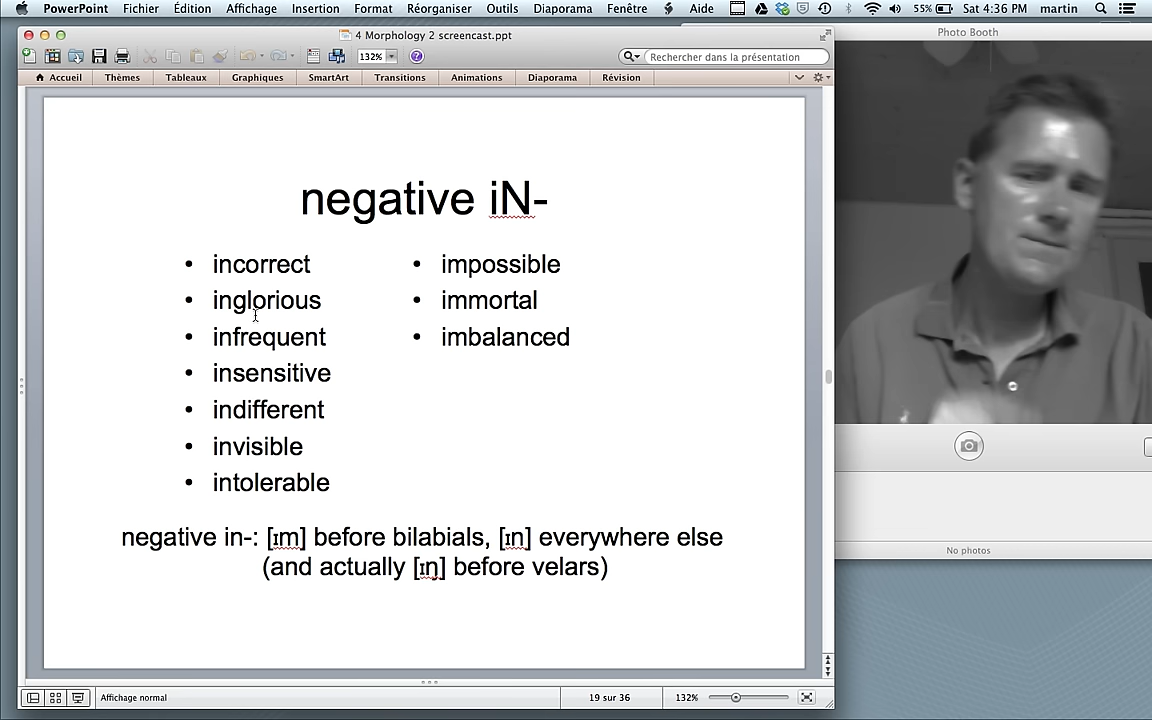 PowerPoint Fichier Édition Affichage Insertion Format Réorganiser Outils Diaporama Fenêtre Aide 55% Sat 4:36 PM martin
4 Morphology 2 screencast.ppt
Photo Booth
132% Rechercher dans la présentation
Accueil Thèmes Tableaux Graphiques SmartArt Transitions Animations Diaporama Révision
negative iN-
• incorrect • impossible
• inglorious • immortal
• infrequent • imbalanced
• insensitive
• indifferent
• invisible
• intolerable
negative in-: [ɪm] before bilabials, [ɪn] everywhere else
(and actually [ɪŋ] before velars)
No photos
Affichage normal 19 sur 36 132%